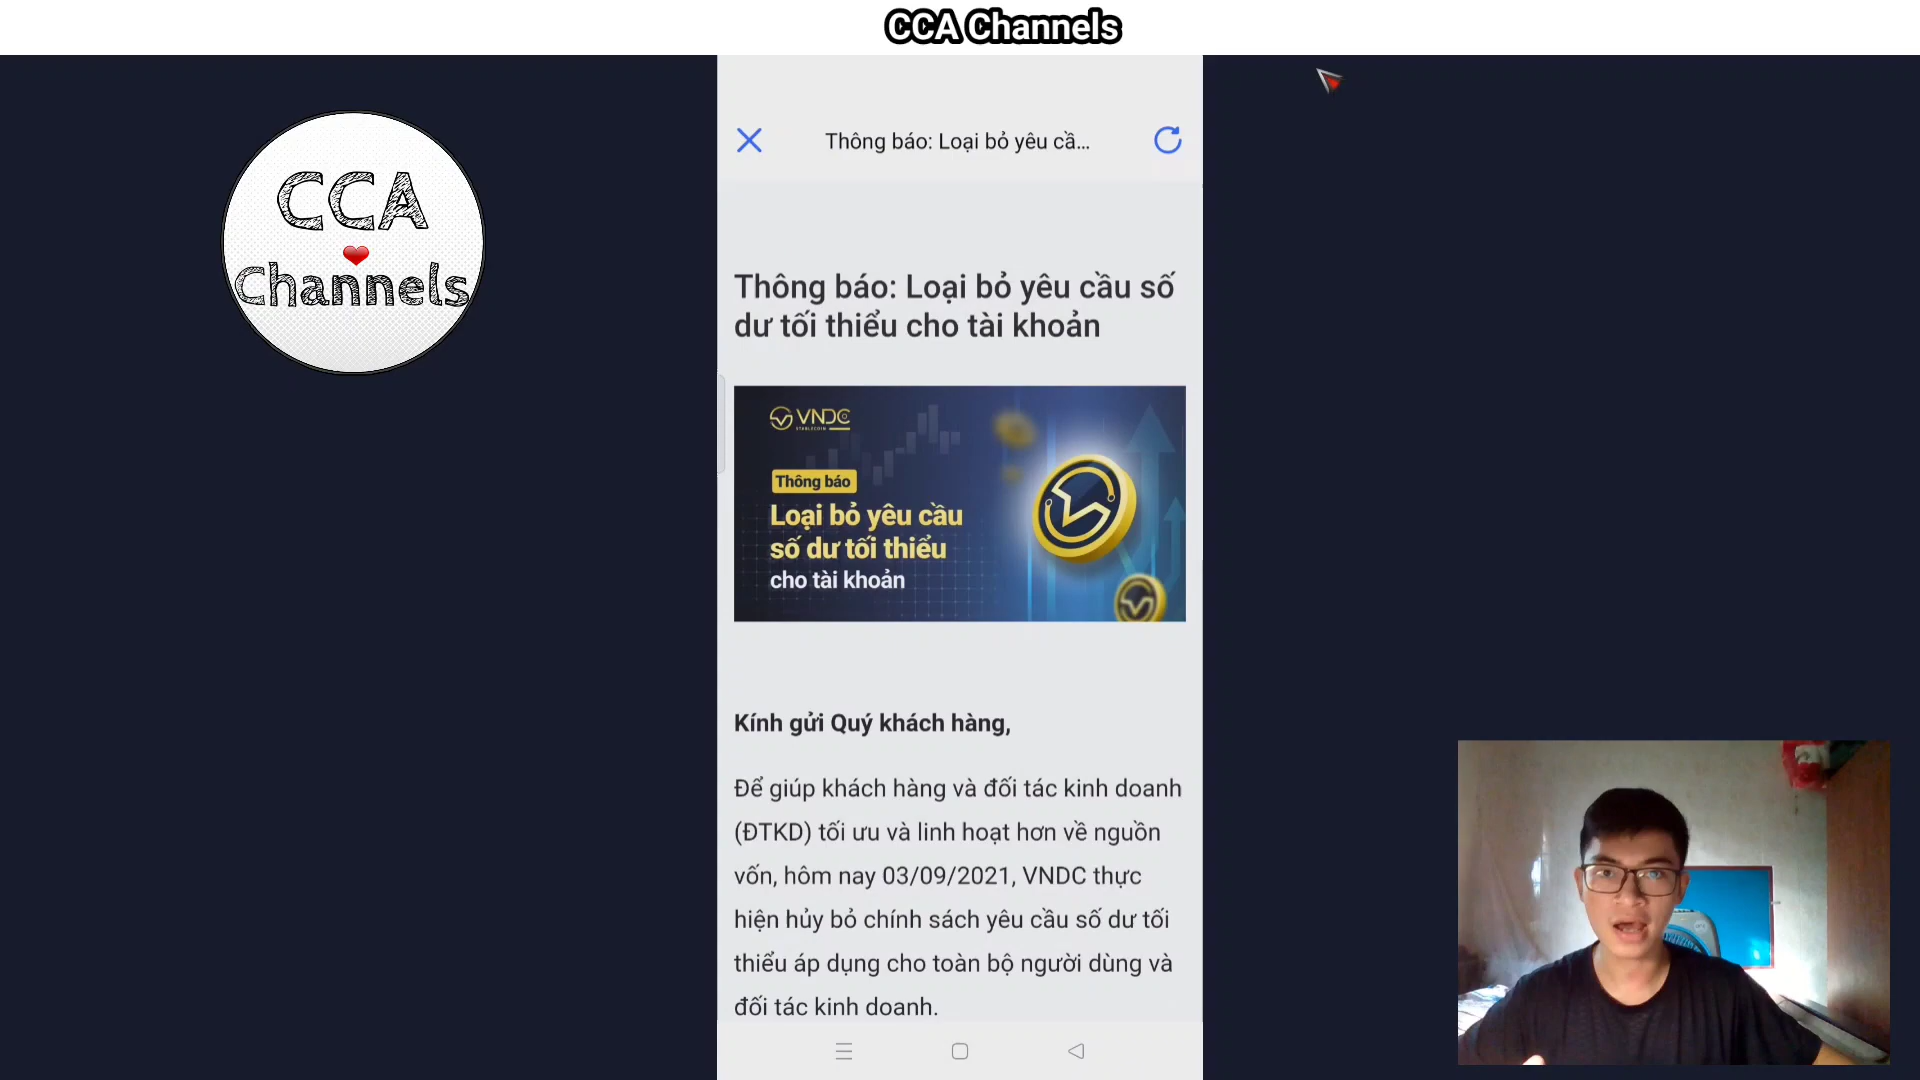 CCA Channels
CCA
Channels
Thông báo: Loại bỏ yêu cầ...
Thông báo: Loại bỏ yêu cầu số
dư tối thiểu cho tài khoản
VNDC
STABLECOIN
Thông báo
Loại bỏ yêu cầu
số dư tối thiểu
cho tài khoản
Kính gửi Quý khách hàng,
Để giúp khách hàng và đối tác kinh doanh
(ĐTKD) tối ưu và linh hoạt hơn về nguồn
vốn, hôm nay 03/09/2021, VNDC thực
hiện hủy bỏ chính sách yêu cầu số dư tối
thiểu áp dụng cho toàn bộ người dùng và
đối tác kinh doanh.